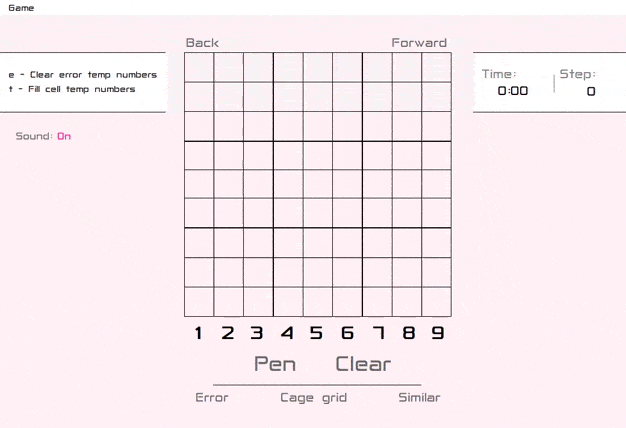 Game
Back Forward
e - Clear error temp numbers
t - Fill cell temp numbers
Time: Step:
0:00 0
Sound: On
1 2 3 4 5 6 7 8 9
Pen Clear
Error Cage grid Similar